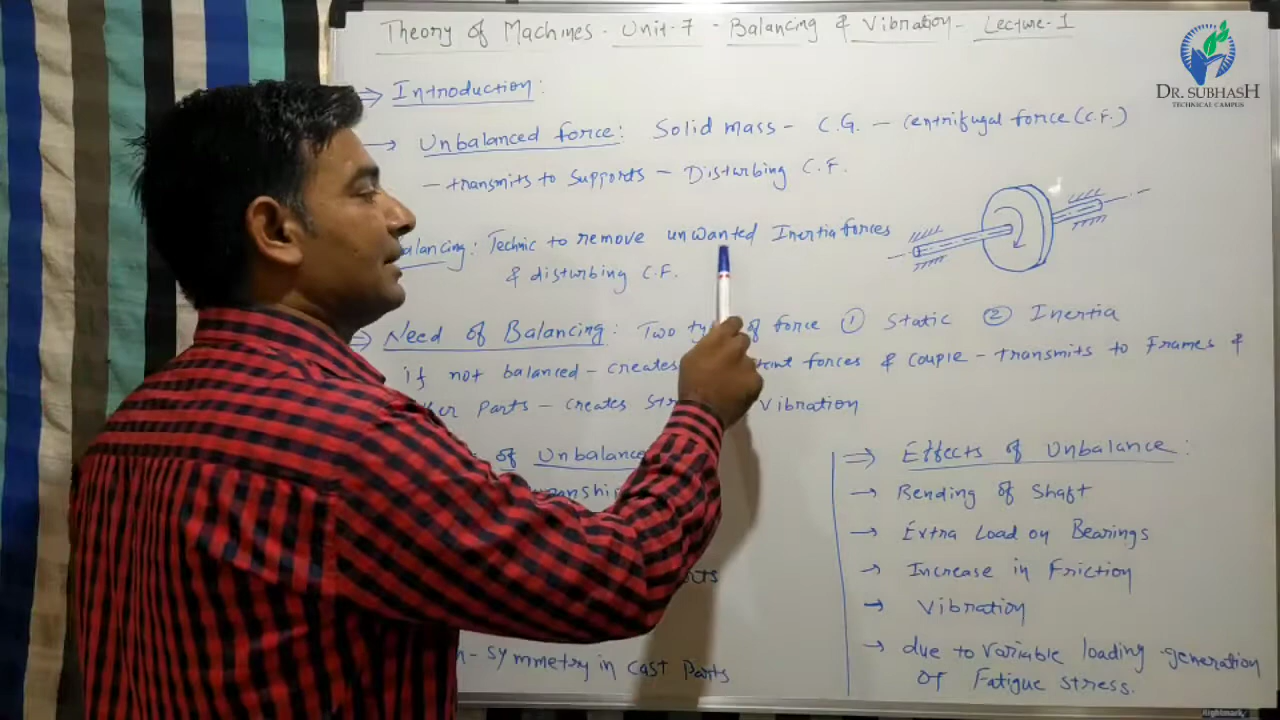 Theory of Machines - Unit-7 - Balancing & Vibration - Lecture-1
DR. SUBHASH
TECHNICAL CAMPUS
⇒ Introduction:
→ Unbalanced force: Solid mass - C.G. - centrifugal force (C.F.)
- transmits to supports - Disturbing C.F.
alancing: Technic to remove unwanted Inertia forces
& disturbing C.F.
⇒ Need of Balancing: Two of force ① Static ② Inertia
if not balanced - creates forces & couple - transmits to Frames &
Parts - creates Vibration
of Unbalance
- symmetry in cast Parts
⇒ Effects of Unbalance:
→ Bending of Shaft
→ Extra Load on Bearings
→ Increase in Friction
→ Vibration
→ due to variable loading generation
of Fatigue stress.